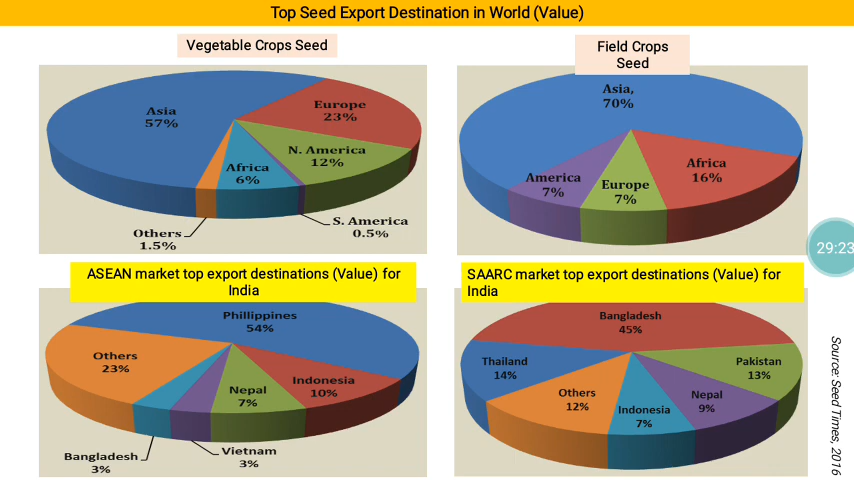 Top Seed Export Destination in World (Value)
Vegetable Crops Seed
Field Crops
Seed
Asia
57%
Europe
23%
N. America
12%
Africa
6%
S. America
0.5%
Others
1.5%
Asia,
70%
Africa
16%
Europe
7%
America
7%
29:23
ASEAN market top export destinations (Value) for
India
SAARC market top export destinations (Value) for
India
Phillippines
54%
Others
23%
Indonesia
10%
Nepal
7%
Vietnam
3%
Bangladesh
3%
Bangladesh
45%
Thailand
14%
Pakistan
13%
Others
12%
Nepal
9%
Indonesia
7%
Source: Seed Times, 2016